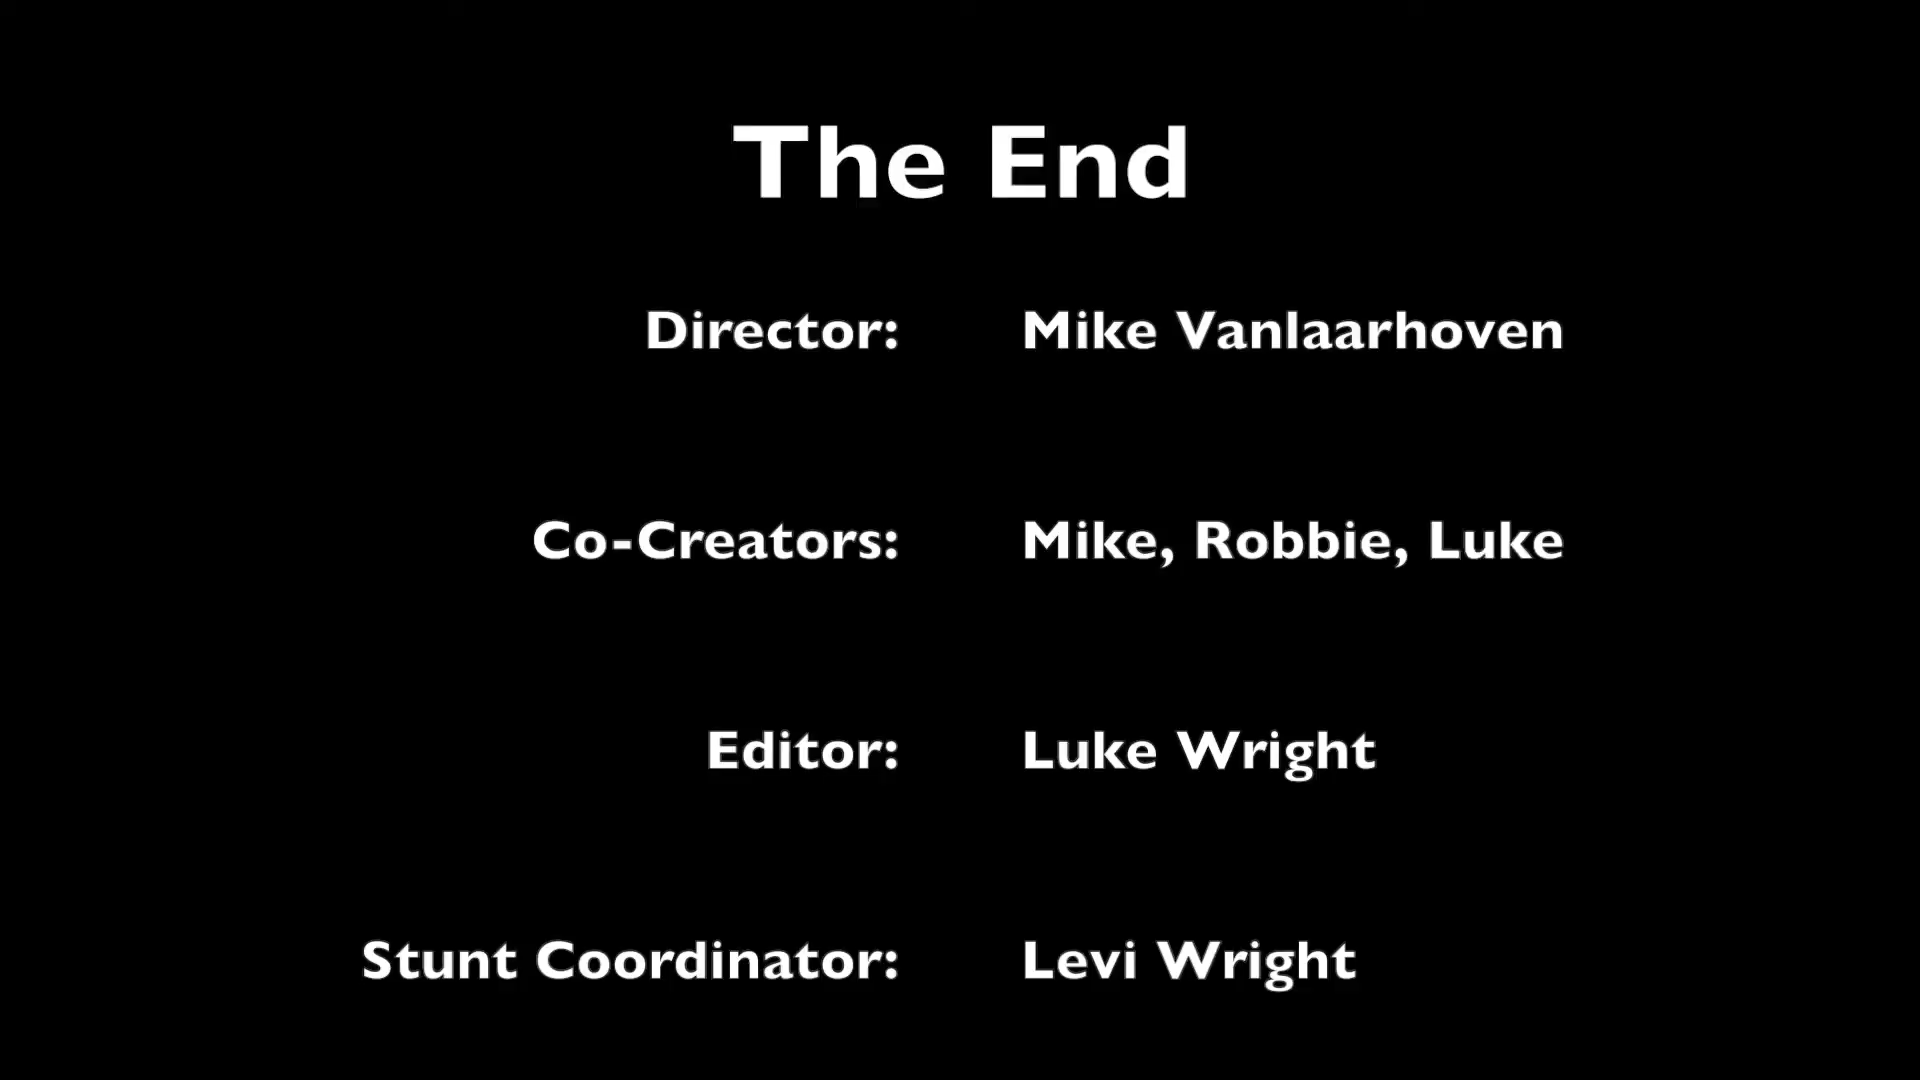 The End
Director: Mike Vanlaarhoven
Co-Creators: Mike, Robbie, Luke
Editor: Luke Wright
Stunt Coordinator: Levi Wright